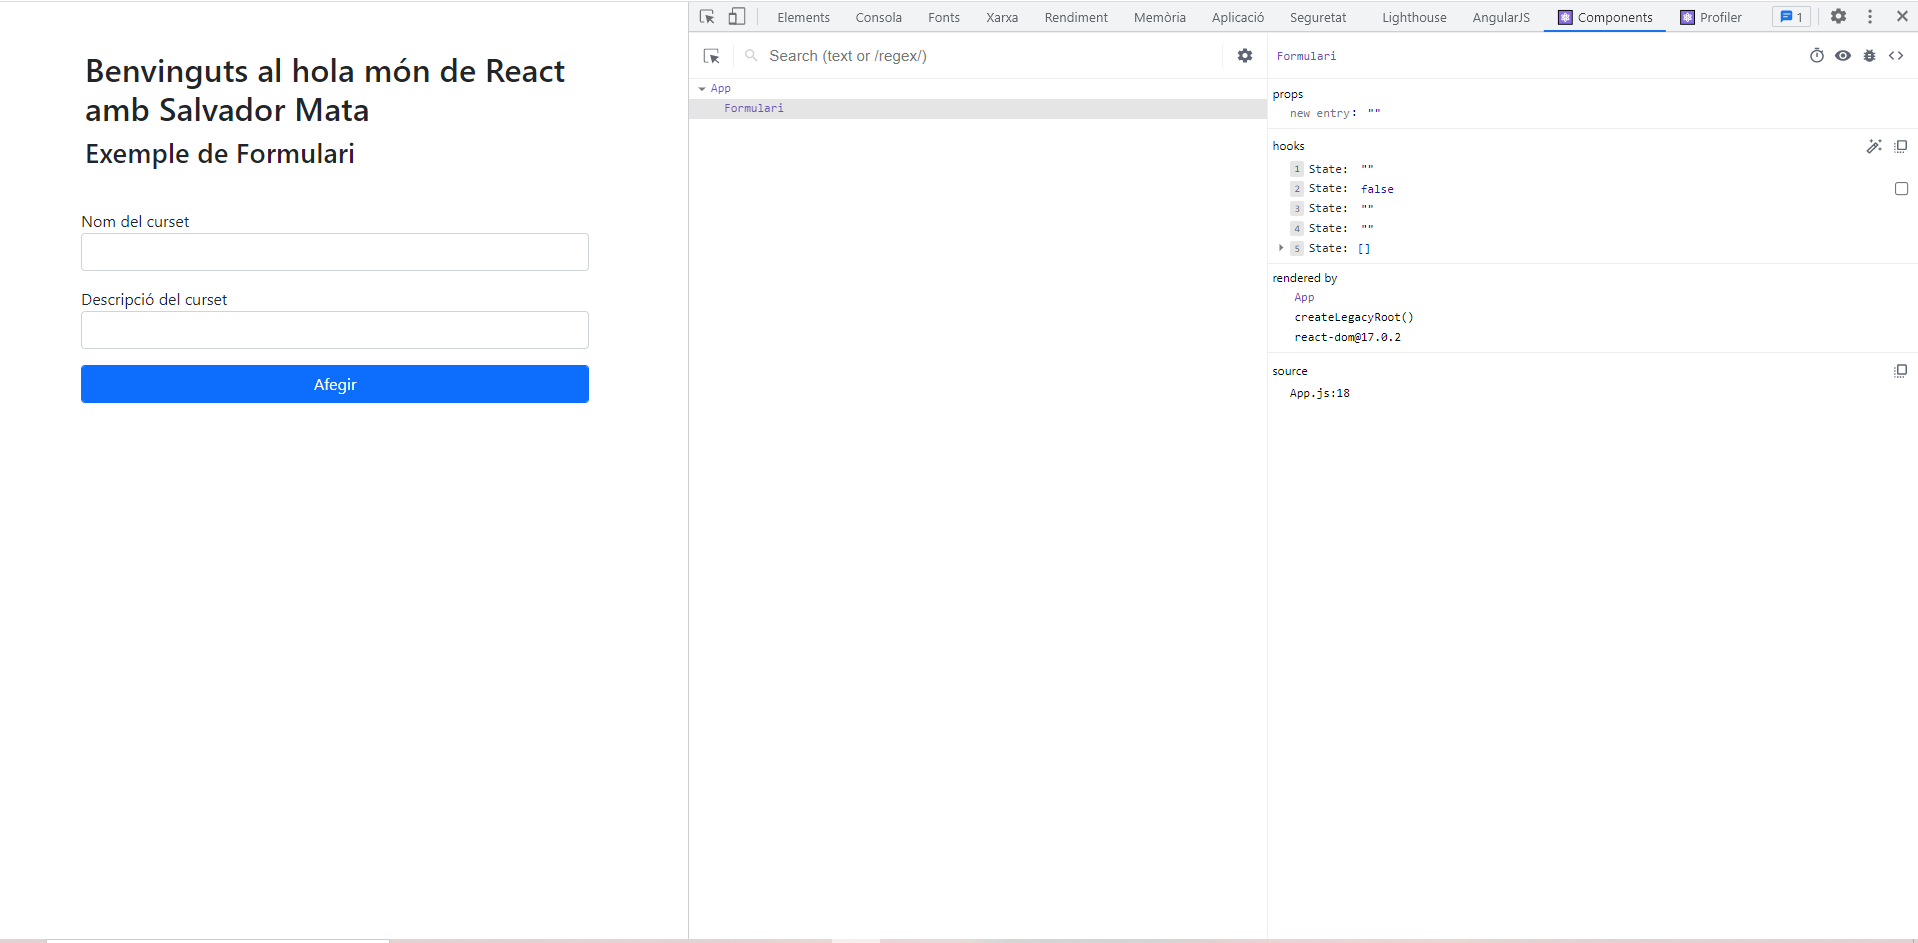 Benvinguts al hola món de React
amb Salvador Mata
Exemple de Formulari
Nom del curset
Descripció del curset
Afegir
Elements Consola Fonts Xarxa Rendiment Memòria Aplicació Seguretat Lighthouse AngularJS Components Profiler 1
Search (text or /regex/)
App
Formulari
Formulari
props
new entry: ""
hooks
1 State: ""
2 State: false
3 State: ""
4 State: ""
5 State: []
rendered by
App
createLegacyRoot()
react-dom@17.0.2
source
App.js:18